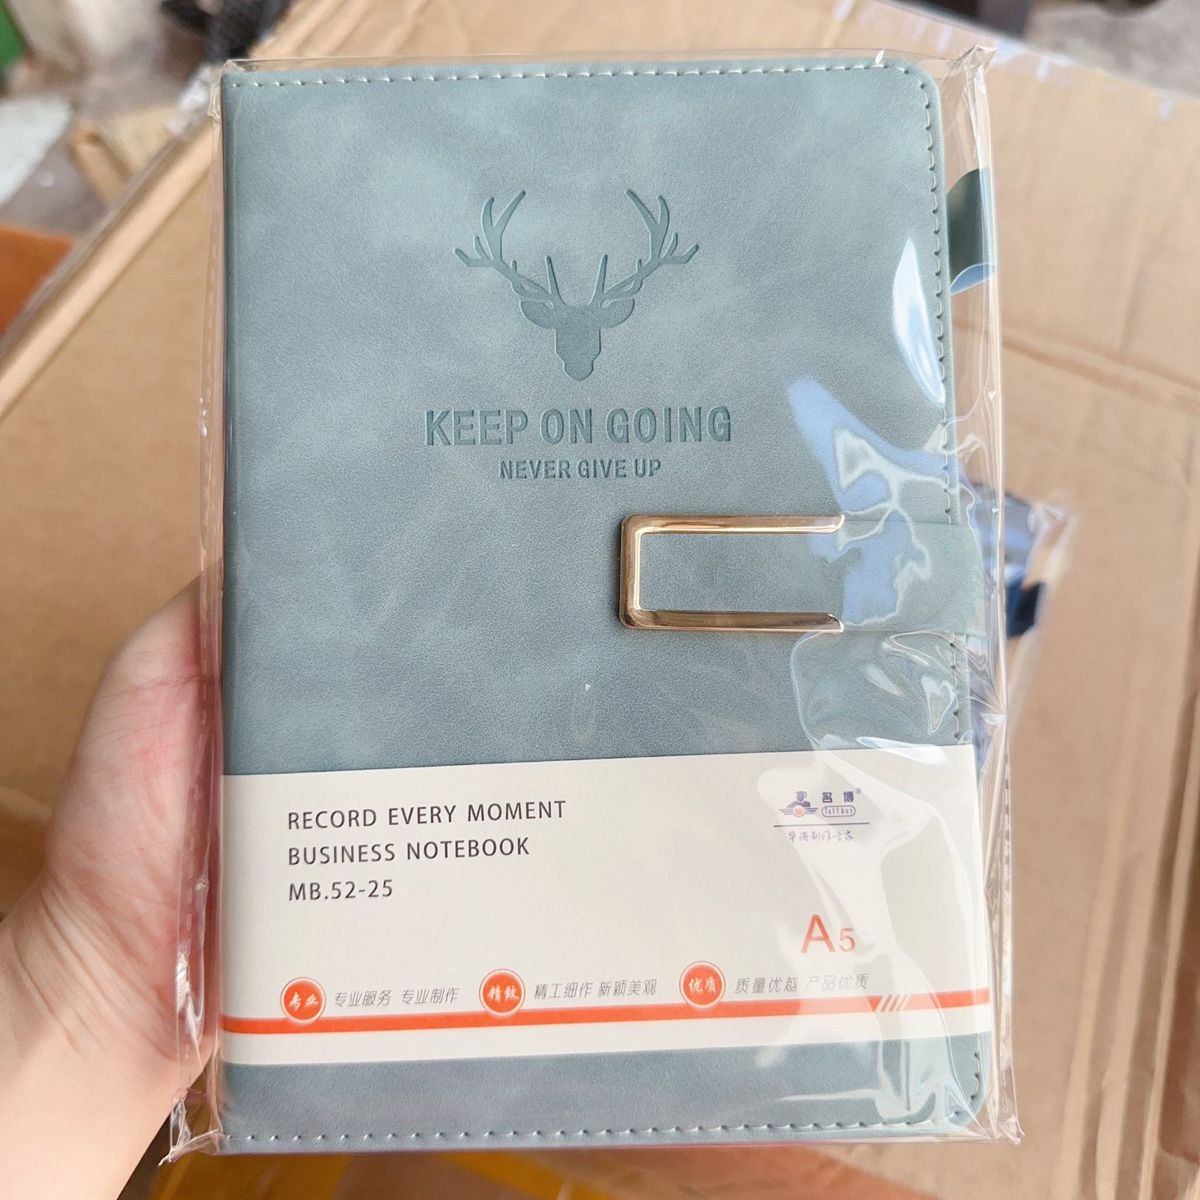 KEEP ON GOING
NEVER GIVE UP
RECORD EVERY MOMENT
BUSINESS NOTEBOOK
MB.52-25
名博®
A5
专业 专业服务 专业制作 精致 精工细作 新颖美观 优质 质量优越 产品优质